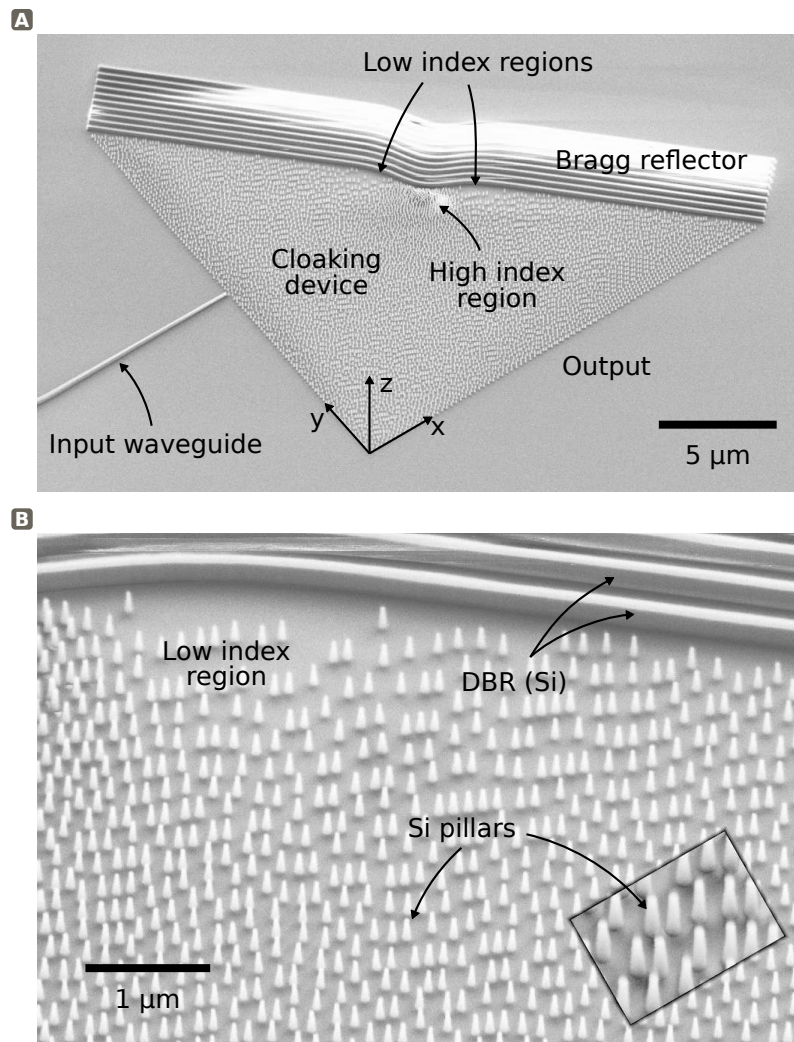 A
Low index regions
Bragg reflector
Cloaking
device
High index
region
Output
z
y
x
Input waveguide
5 μm
B
Low index
region
DBR (Si)
Si pillars
1 μm